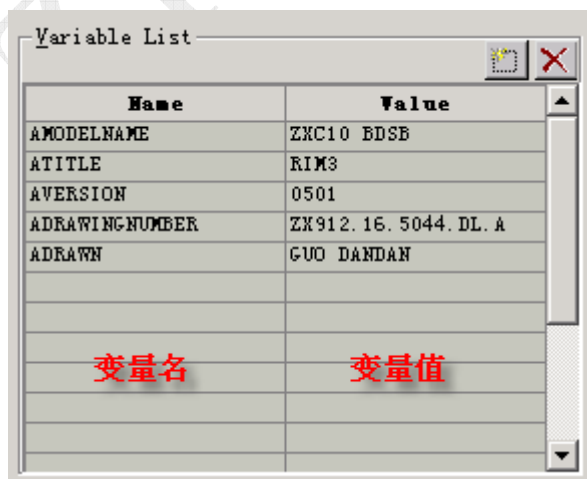 Variable List
Name Value
AMODELNAME ZXC10 BDSB
ATITLE RIM3
AVERSION 0501
ADRAWINGNUMBER ZX912.16.5044.DL.A
ADRAWN GUO DANDAN
变量名 变量值